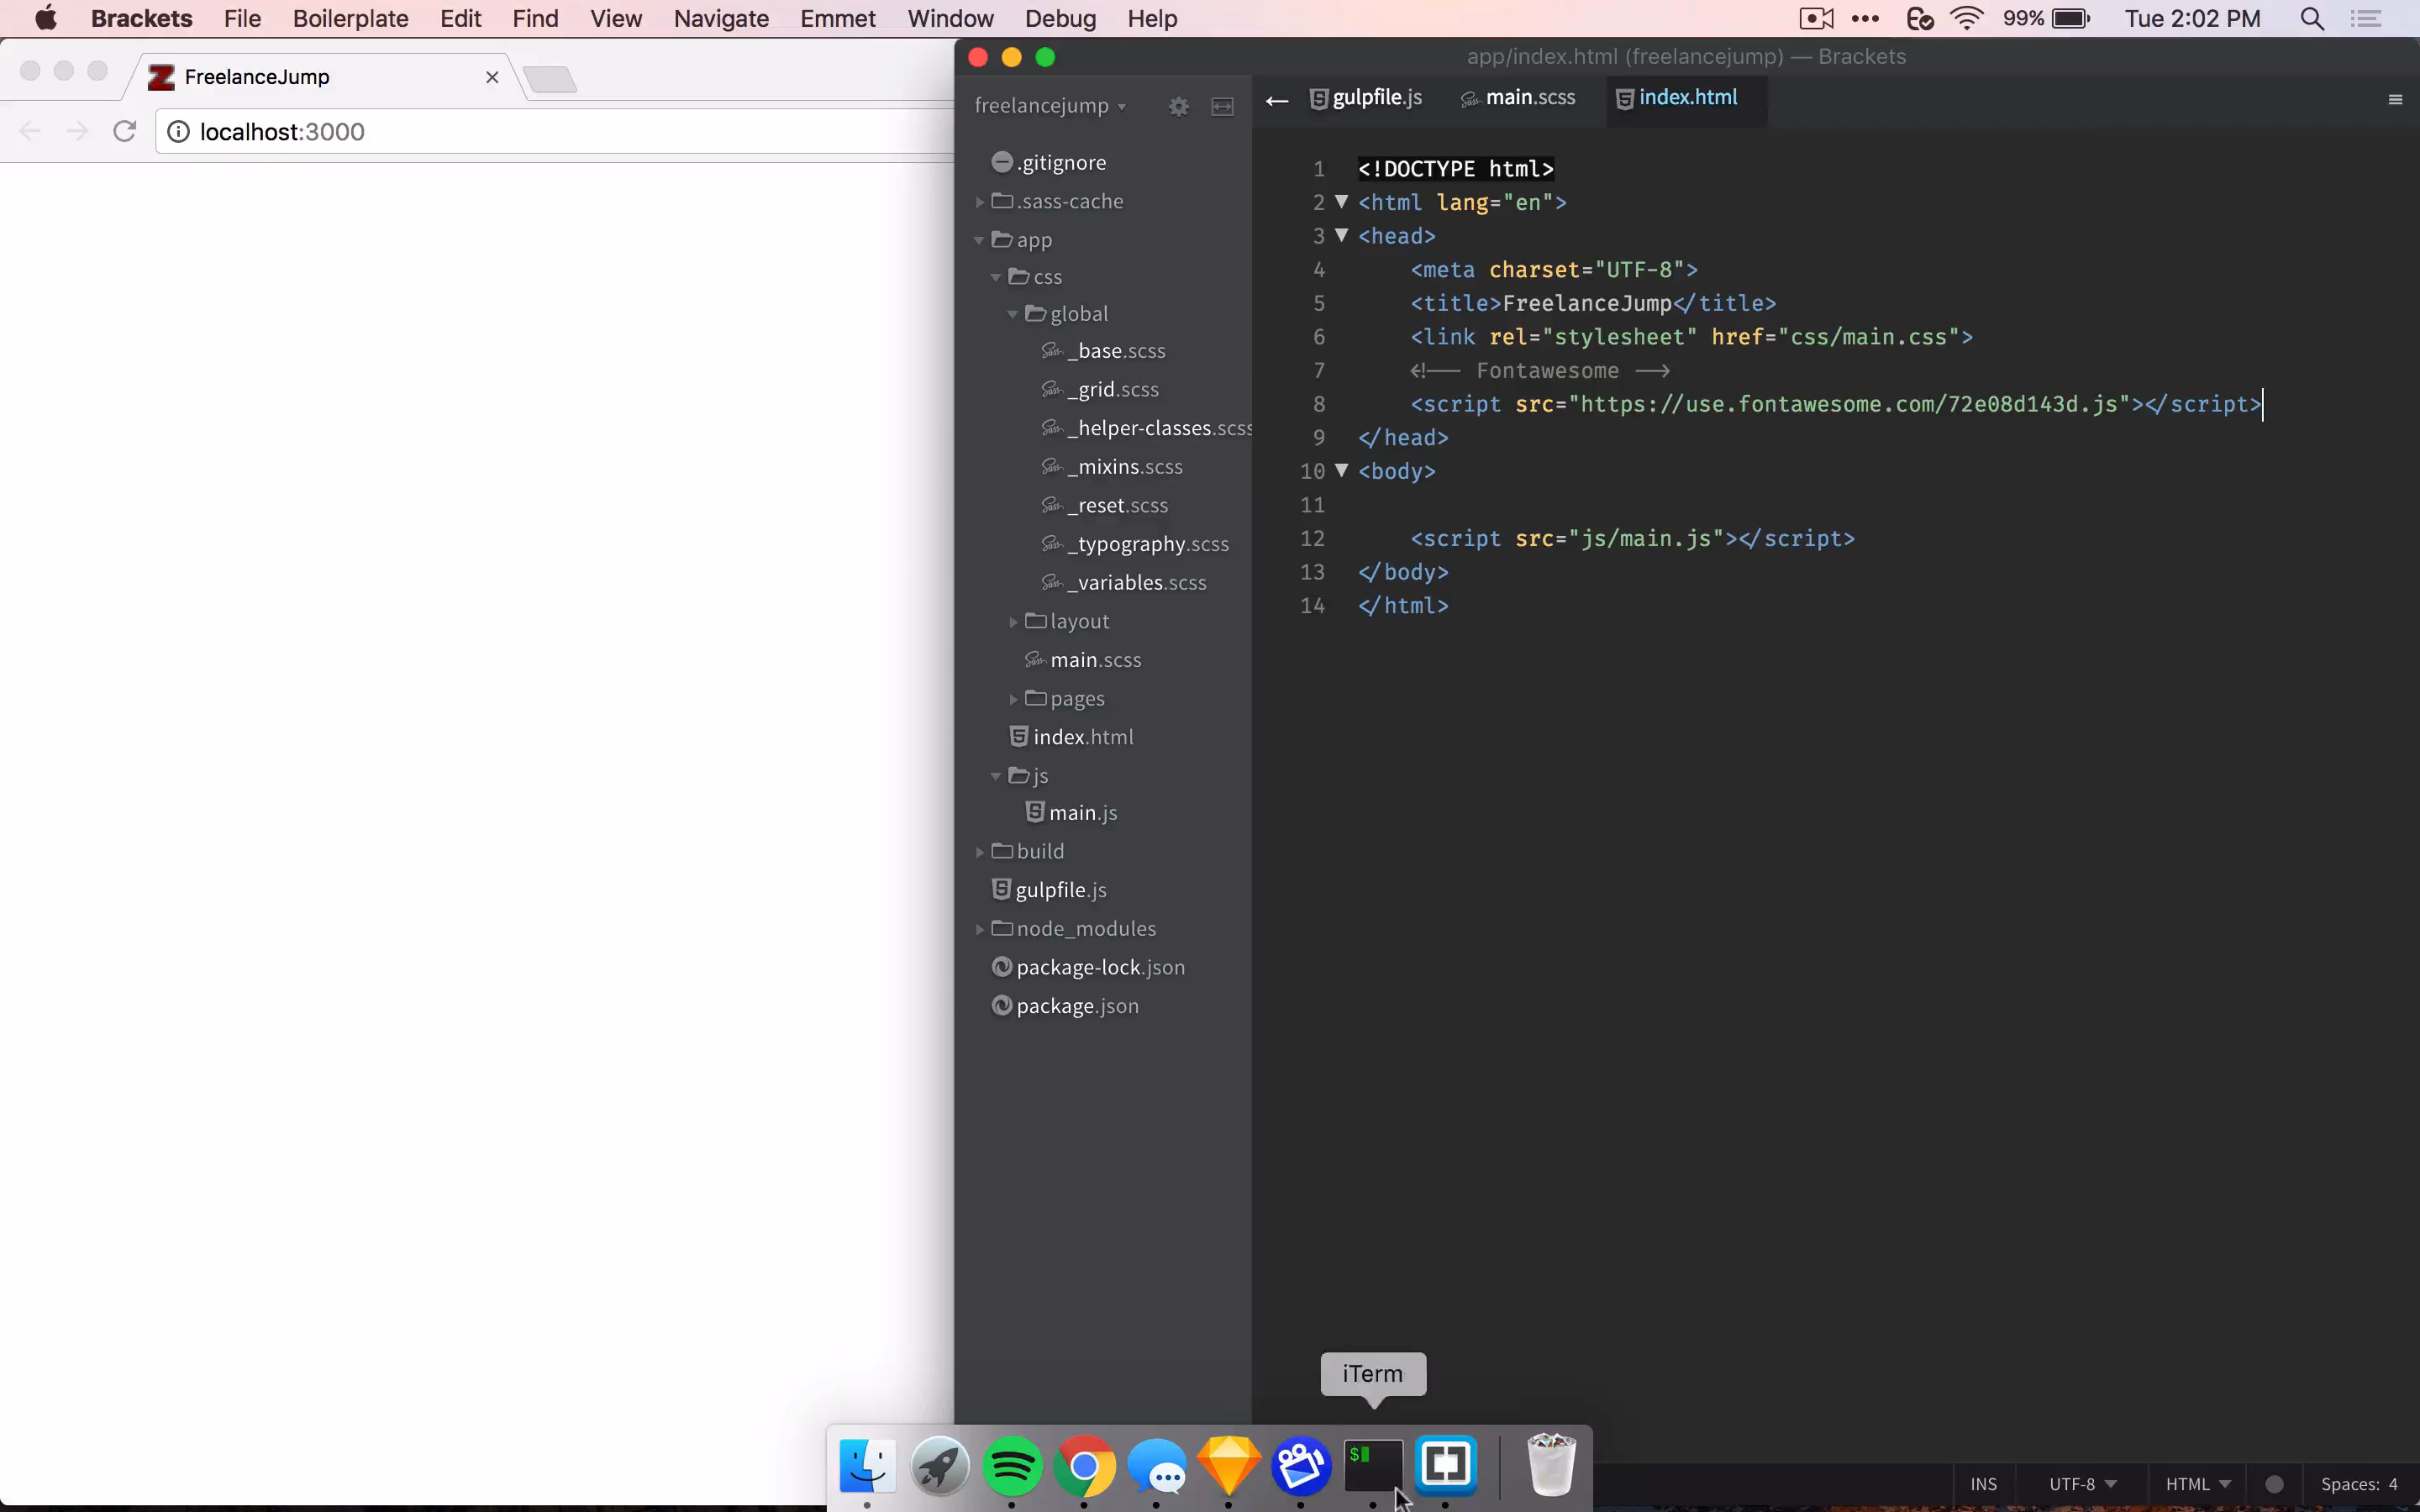 Brackets File Boilerplate Edit Find View Navigate Emmet Window Debug Help 99% Tue 2:02 PM
FreelanceJump
localhost:3000
app/index.html (freelancejump) — Brackets
freelancejump
gulpfile.js main.scss index.html
.gitignore
.sass-cache
app
css
global
_base.scss
_grid.scss
_helper-classes.scss
_mixins.scss
_reset.scss
_typography.scss
_variables.scss
layout
main.scss
pages
index.html
js
main.js
build
gulpfile.js
node_modules
package-lock.json
package.json
1 <!DOCTYPE html>
2 <html lang="en">
3 <head>
4 <meta charset="UTF-8">
5 <title>FreelanceJump</title>
6 <link rel="stylesheet" href="css/main.css">
7 <!-- Fontawesome -->
8 <script src="https://use.fontawesome.com/72e08d143d.js"></script>
9 </head>
10 <body>
11
12 <script src="js/main.js"></script>
13 </body>
14 </html>
iTerm
$
INS UTF-8 HTML Spaces: 4